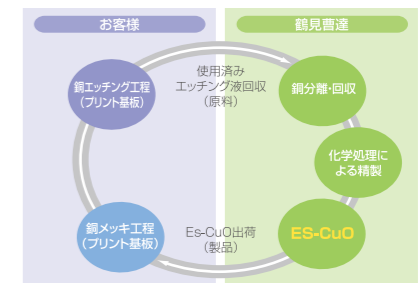 お客様
鶴見曹達
銅エッチング工程
(プリント基板)
使用済み
エッチング液回収
(原料)
銅分離・回収
化学処理に
よる精製
銅メッキ工程
(プリント基板)
Es-CuO出荷
(製品)
ES-CuO